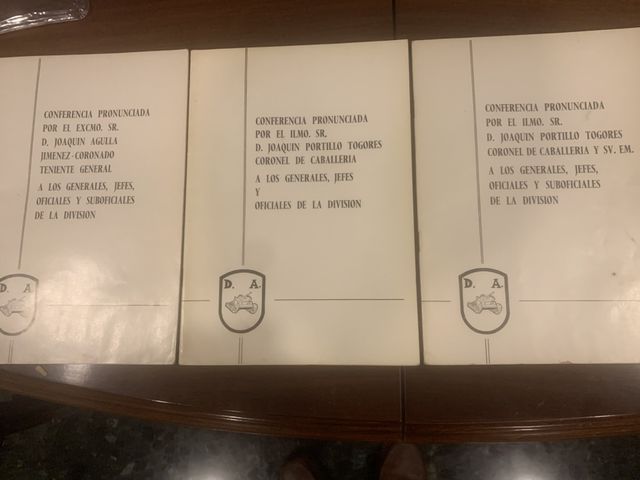 CONFERENCIA PRONUNCIADA
POR EL EXCMO. SR.
D. JOAQUIN AGULLA
JIMENEZ-CORONADO
TENIENTE GENERAL
A LOS GENERALES, JEFES,
OFICIALES Y SUBOFICIALES
DE LA DIVISION
D. A.
CONFERENCIA PRONUNCIADA
POR EL ILMO. SR.
D. JOAQUIN PORTILLO TOGORES
CORONEL DE CABALLERIA
A LOS GENERALES, JEFES
Y
OFICIALES DE LA DIVISION
D. A.
CONFERENCIA PRONUNCIADA
POR EL ILMO. SR.
D. JOAQUIN PORTILLO TOGORES
CORONEL DE CABALLERIA Y SV. EM.
A LOS GENERALES, JEFES,
OFICIALES Y SUBOFICIALES
DE LA DIVISION
D. A.